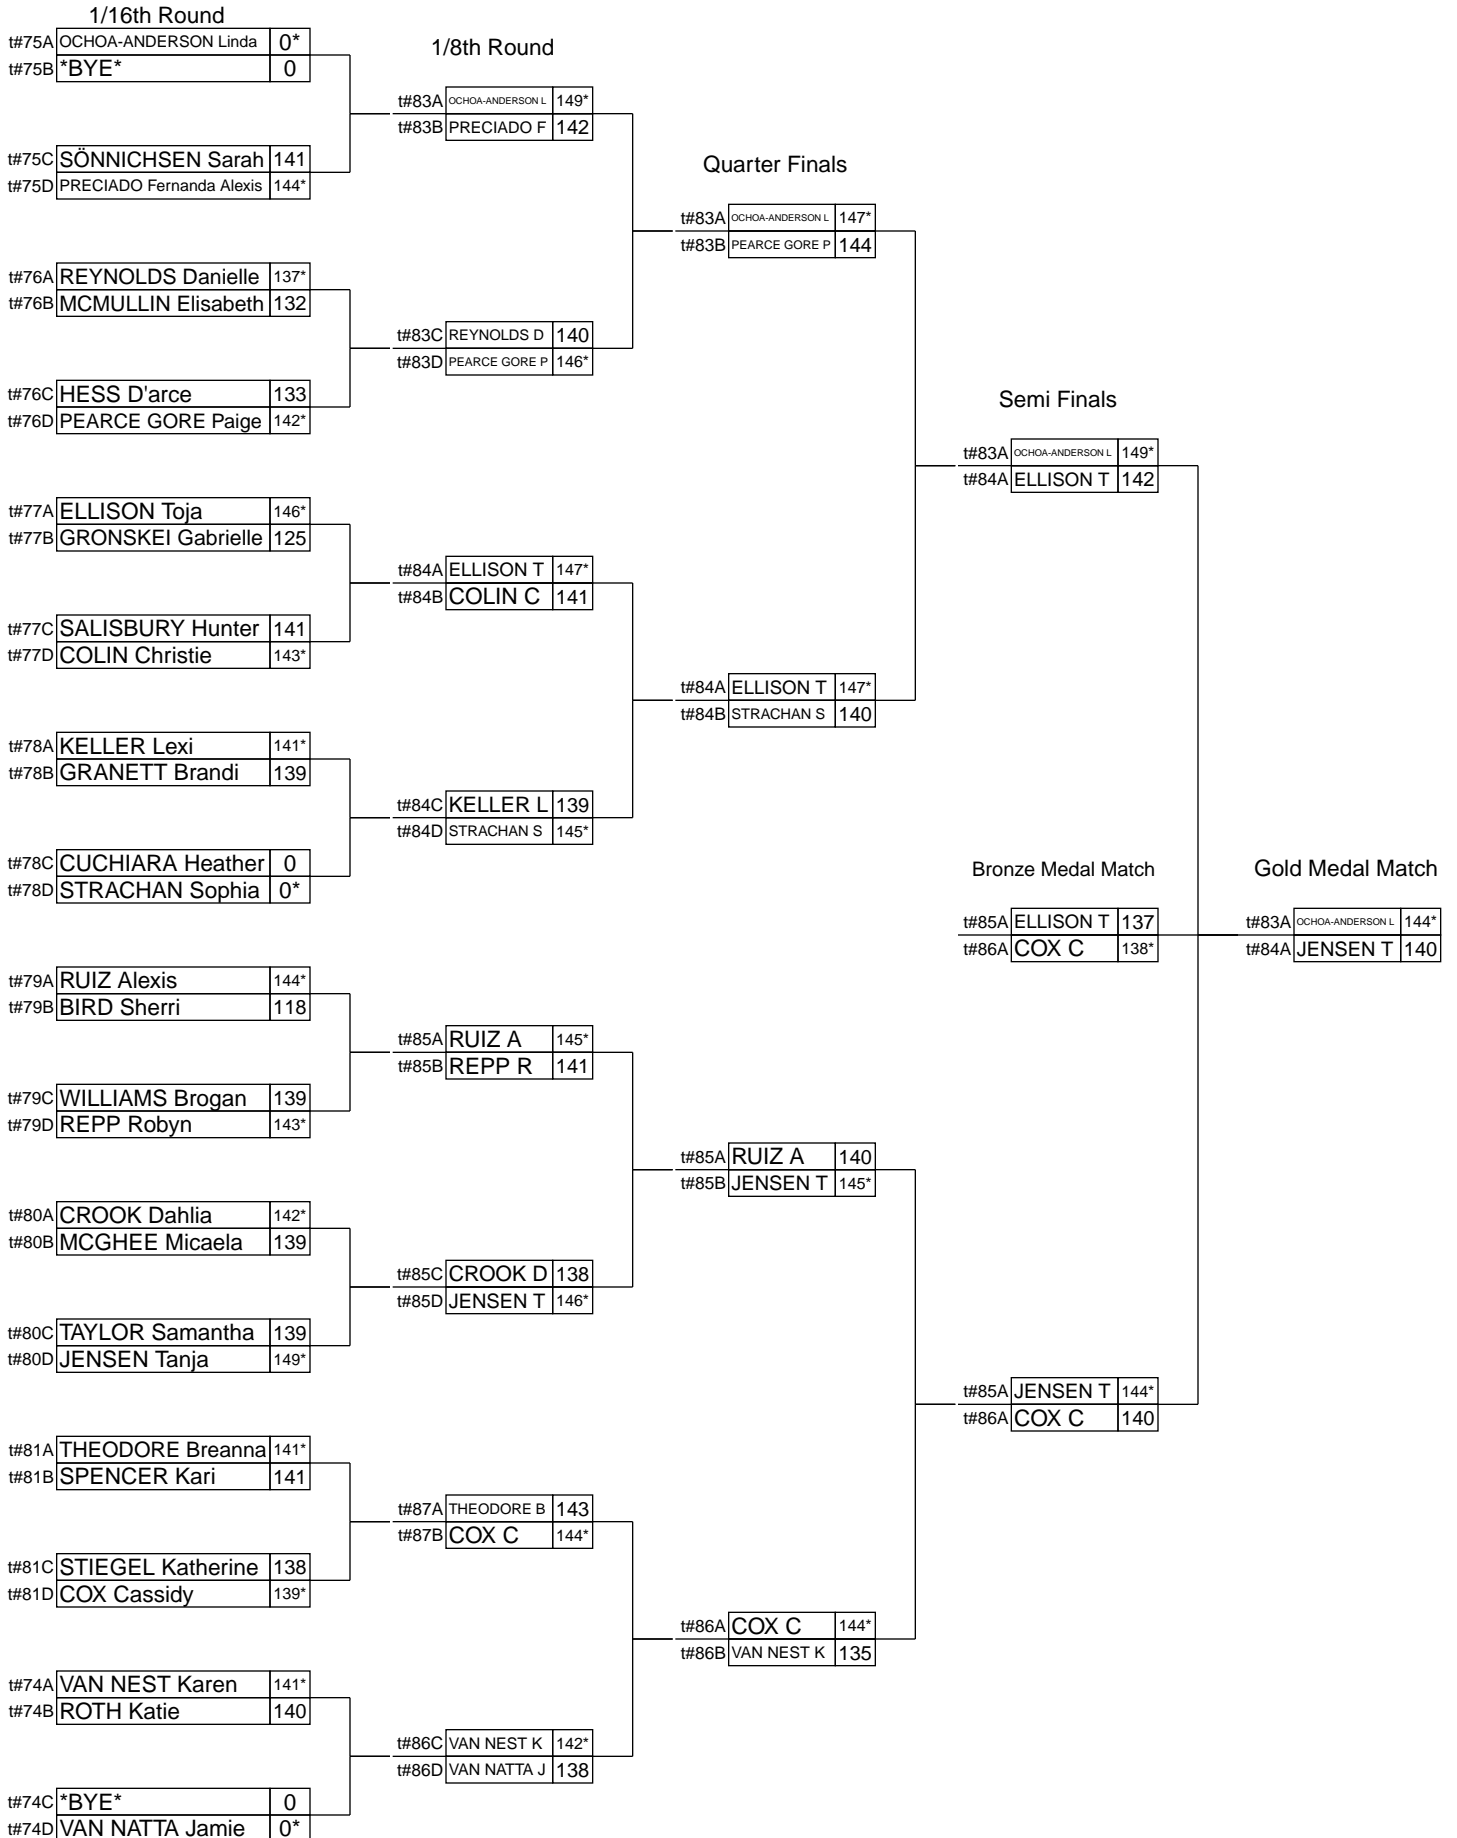 1/16th Round
t#75A OCHOA-ANDERSON Linda 0*
t#75B *BYE* 0
t#75C SÖNNICHSEN Sarah 141
t#75D PRECIADO Fernanda Alexis 144*
t#76A REYNOLDS Danielle 137*
t#76B MCMULLIN Elisabeth 132
t#76C HESS D'arce 133
t#76D PEARCE GORE Paige 142*
t#77A ELLISON Toja 146*
t#77B GRONSKEI Gabrielle 125
t#77C SALISBURY Hunter 141
t#77D COLIN Christie 143*
t#78A KELLER Lexi 141*
t#78B GRANETT Brandi 139
t#78C CUCHIARA Heather 0
t#78D STRACHAN Sophia 0*
t#79A RUIZ Alexis 144*
t#79B BIRD Sherri 118
t#79C WILLIAMS Brogan 139
t#79D REPP Robyn 143*
t#80A CROOK Dahlia 142*
t#80B MCGHEE Micaela 139
t#80C TAYLOR Samantha 139
t#80D JENSEN Tanja 149*
t#81A THEODORE Breanna 141*
t#81B SPENCER Kari 141
t#81C STIEGEL Katherine 138
t#81D COX Cassidy 139*
t#74A VAN NEST Karen 141*
t#74B ROTH Katie 140
t#74C *BYE* 0
t#74D VAN NATTA Jamie 0*
1/8th Round
t#83A OCHOA-ANDERSON L 149*
t#83B PRECIADO F 142
t#83C REYNOLDS D 140
t#83D PEARCE GORE P 146*
t#84A ELLISON T 147*
t#84B COLIN C 141
t#84C KELLER L 139
t#84D STRACHAN S 145*
t#85A RUIZ A 145*
t#85B REPP R 141
t#85C CROOK D 138
t#85D JENSEN T 146*
t#87A THEODORE B 143
t#87B COX C 144*
t#86C VAN NEST K 142*
t#86D VAN NATTA J 138
Quarter Finals
t#83A OCHOA-ANDERSON L 147*
t#83B PEARCE GORE P 144
t#84A ELLISON T 147*
t#84B STRACHAN S 140
t#85A RUIZ A 140
t#85B JENSEN T 145*
t#86A COX C 144*
t#86B VAN NEST K 135
Semi Finals
t#83A OCHOA-ANDERSON L 149*
t#84A ELLISON T 142
t#85A JENSEN T 144*
t#86A COX C 140
Bronze Medal Match
t#85A ELLISON T 137
t#86A COX C 138*
Gold Medal Match
t#83A OCHOA-ANDERSON L 144*
t#84A JENSEN T 140